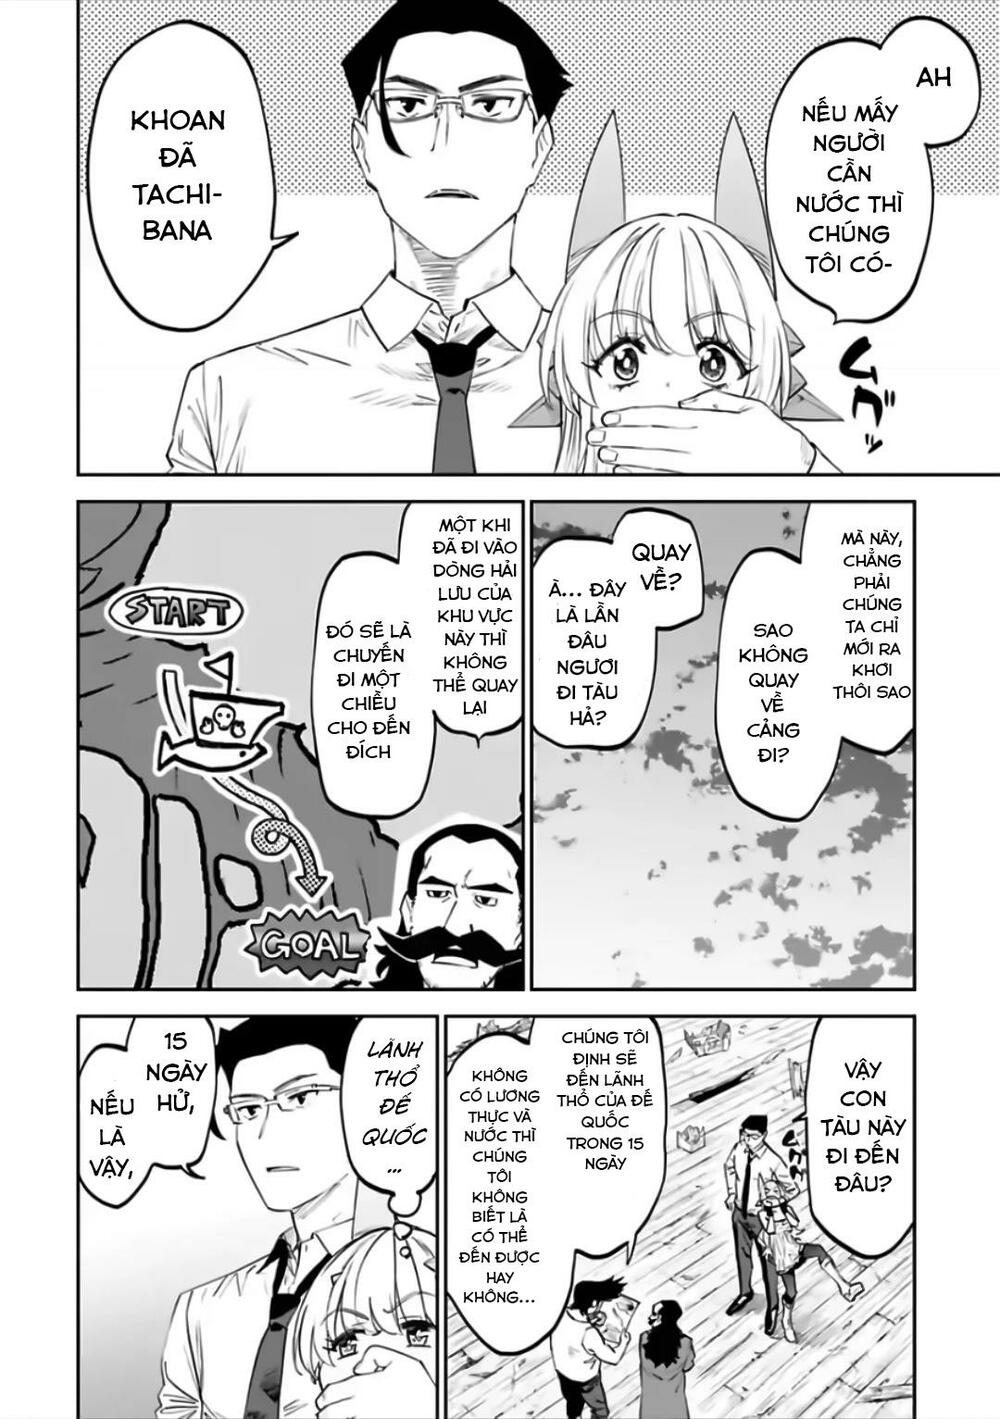 AH
NẾU MẤY
NGƯỜI
CẦN
NƯỚC THÌ
CHÚNG
TÔI CÓ-
KHOAN
ĐÃ
TACHI-
BANA
ムグッ
MÀ NÀY,
CHẲNG
PHẢI
CHÚNG
TA CHỈ
MỚI RA
KHƠI
THÔI SAO
SAO
KHÔNG
QUAY
VỀ
CẢNG
ĐI?
QUAY
VỀ?
À... ĐÂY
LÀ LẦN
ĐẦU
NGƯƠI
ĐI TÀU
HẢ?
MỘT KHI
ĐÃ ĐI VÀO
DÒNG HẢI
LƯU CỦA
KHU VỰC
NÀY THÌ
KHÔNG
THỂ QUAY
LẠI
ĐÓ SẼ LÀ
CHUYẾN
ĐI MỘT
CHIỀU
CHO ĐẾN
ĐÍCH
START
GOAL
VẬY
CON
TÀU NÀY
ĐI ĐẾN
ĐÂU?
CHÚNG TÔI
ĐỊNH SẼ
ĐẾN LÃNH
THỔ CỦA ĐẾ
QUỐC
TRONG 15
NGÀY
KHÔNG
CÓ LƯƠNG
THỰC VÀ
NƯỚC THÌ
CHÚNG
TÔI
KHÔNG
BIẾT LÀ
CÓ THỂ
ĐẾN ĐƯỢC
HAY
KHÔNG...
LÃNH
THỔ
ĐẾ
QUỐC
...
15
NGÀY
HỬ,
NẾU
LÀ
VẬY,